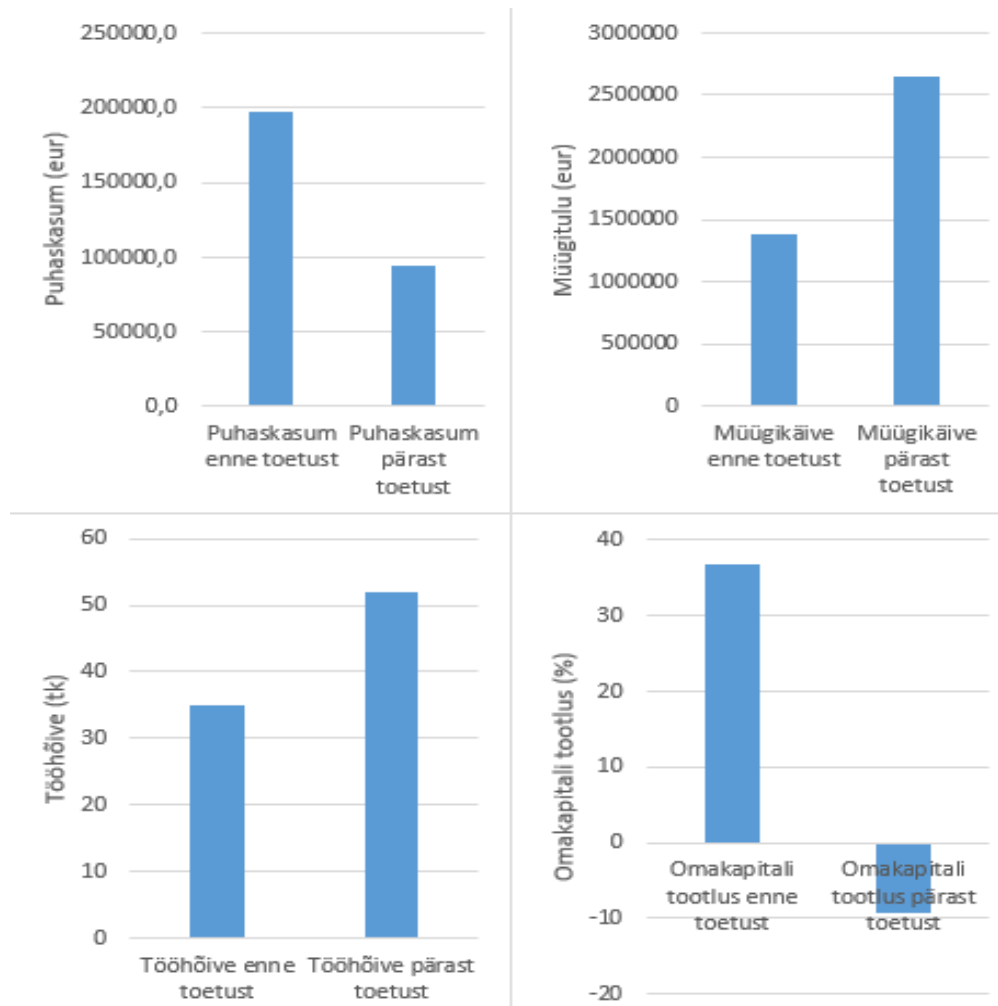 250000,0
200000,0
150000,0
100000,0
50000,0
0,0
Puhaskasum (eur)
Puhaskasum
enne toetust
Puhaskasum
pärast
toetust
3000000
2500000
2000000
1500000
1000000
500000
0
Müügitulu (eur)
Müügikäive
enne toetust
Müügikäive
pärast
toetust
60
50
40
30
20
10
0
Tööhõive (tk)
Tööhõive enne
toetust
Tööhõive pärast
toetust
40
30
20
10
0
-10
-20
Omakapitali tootlus (%)
Omakapitali
tootlus enne
toetust
Omakapitali
tootlus pärast
toetust